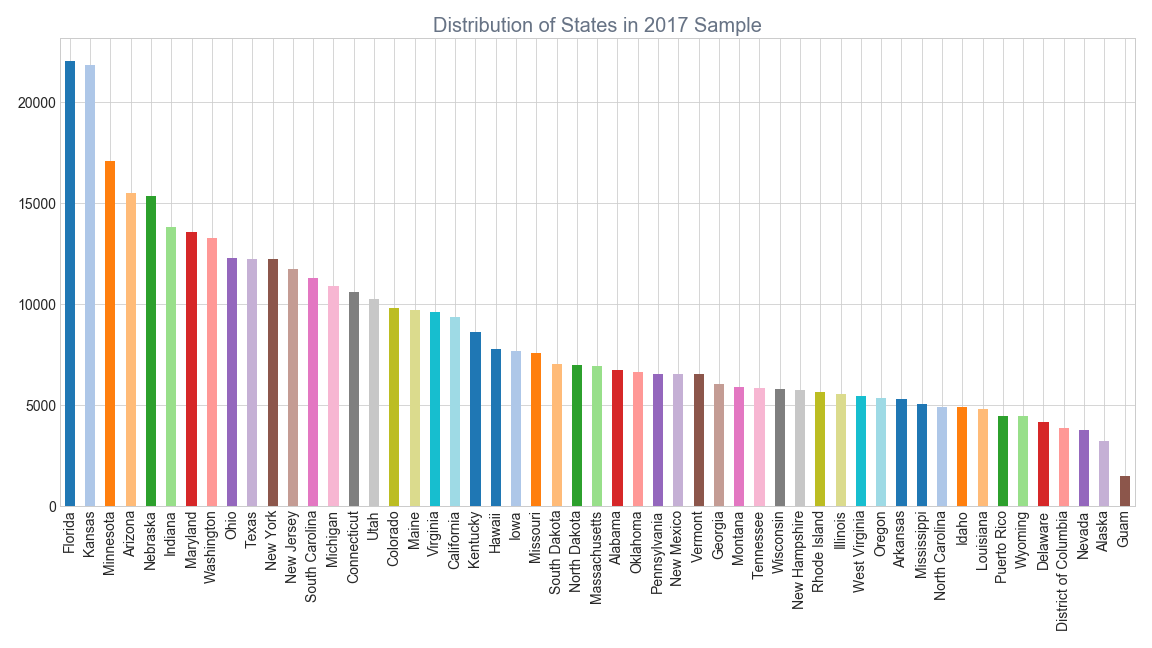 Distribution of States in 2017 Sample
20000
15000
10000
5000
0
Florida
Kansas
Minnesota
Arizona
Nebraska
Indiana
Maryland
Washington
Ohio
Texas
New York
New Jersey
South Carolina
Michigan
Connecticut
Utah
Colorado
Maine
Virginia
California
Kentucky
Hawaii
Iowa
Missouri
South Dakota
North Dakota
Massachusetts
Alabama
Oklahoma
Pennsylvania
New Mexico
Vermont
Georgia
Montana
Tennessee
Wisconsin
New Hampshire
Rhode Island
Illinois
West Virginia
Oregon
Arkansas
Mississippi
North Carolina
Idaho
Louisiana
Puerto Rico
Wyoming
Delaware
District of Columbia
Nevada
Alaska
Guam